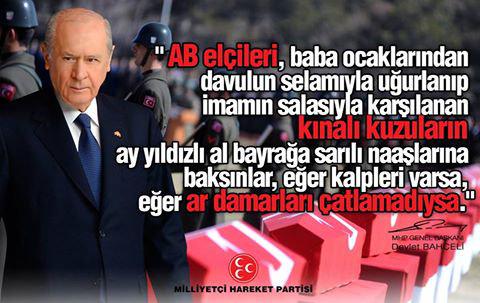 " AB elçileri, baba ocaklarından
davulun selamıyla uğurlanıp
imamın salasıyla karşılanan
kınalı kuzuların
ay yıldızlı al bayrağa sarılı naaşlarına
baksınlar, eğer kalpleri varsa,
eğer ar damarları çatlamadıysa."
MHP GENEL BAŞKANI
Devlet BAHÇELİ
MİLLİYETÇİ HAREKET PARTİSİ